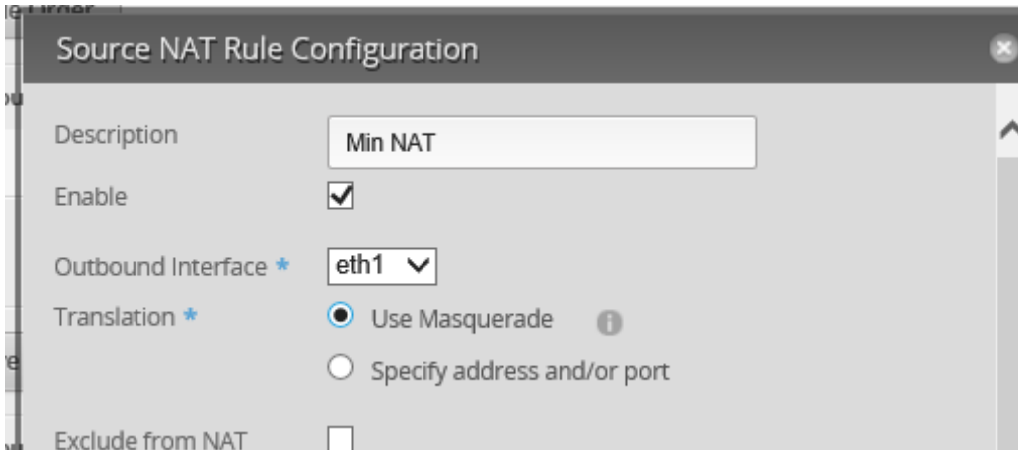 Source NAT Rule Configuration
Description Min NAT
Enable
Outbound Interface * eth1
Translation * Use Masquerade
Specify address and/or port
Exclude from NAT